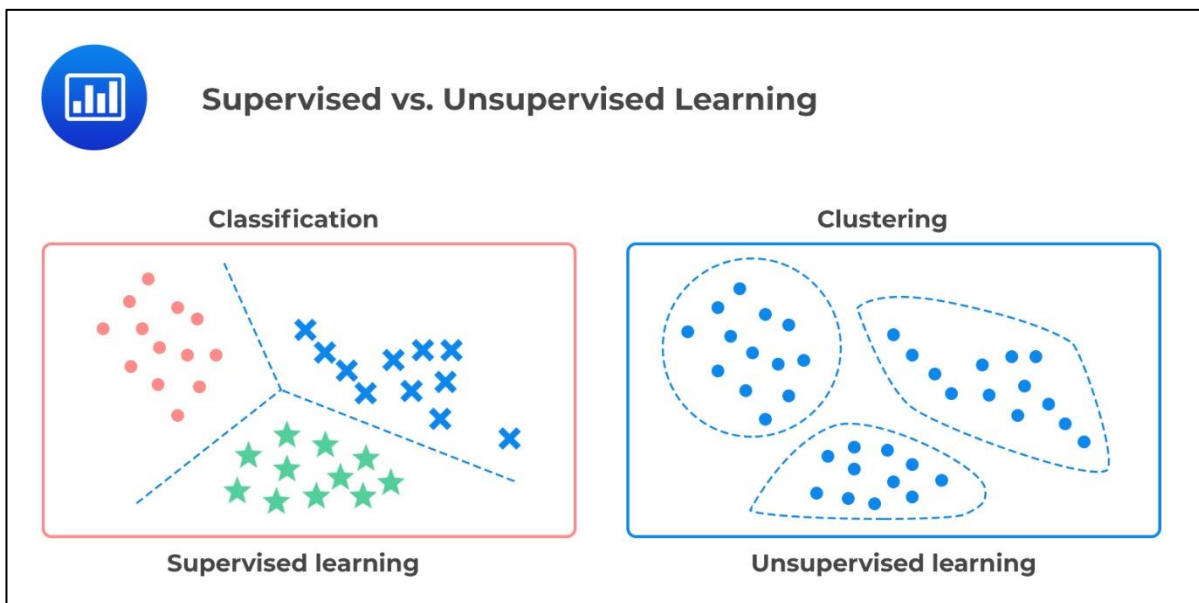 Supervised vs. Unsupervised Learning
Classification
Clustering
Supervised learning
Unsupervised learning